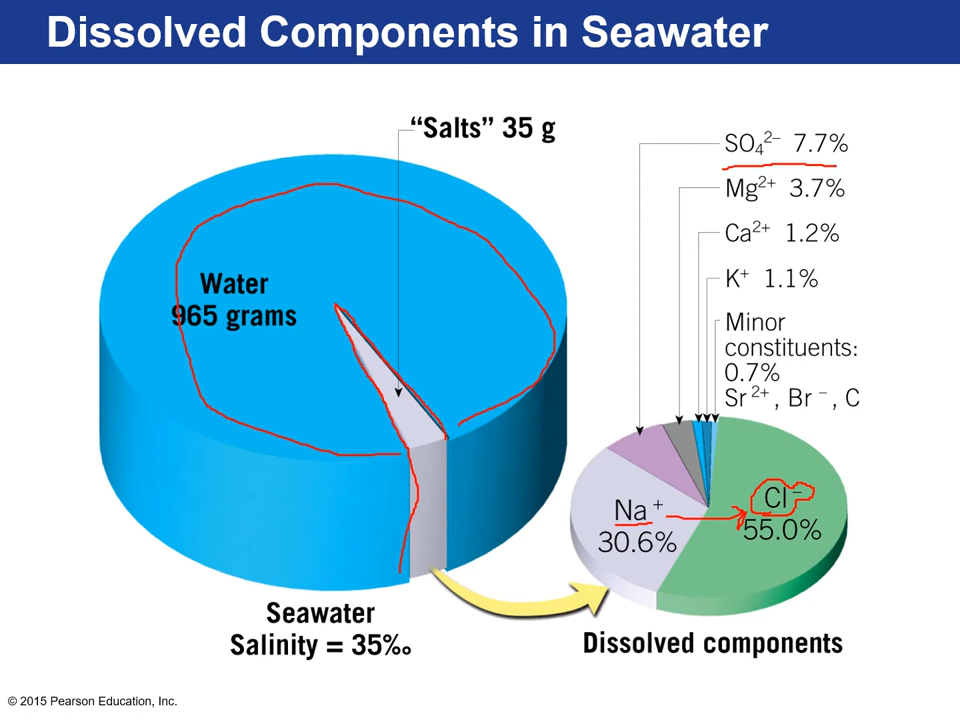 Dissolved Components in Seawater
“Salts” 35 g
Water
965 grams
Seawater
Salinity = 35‰
SO₄²⁻ 7.7%
Mg²⁺ 3.7%
Ca²⁺ 1.2%
K⁺ 1.1%
Minor
constituents:
0.7%
Sr²⁺, Br⁻, C
Na⁺
30.6%
Cl⁻
55.0%
Dissolved components
© 2015 Pearson Education, Inc.